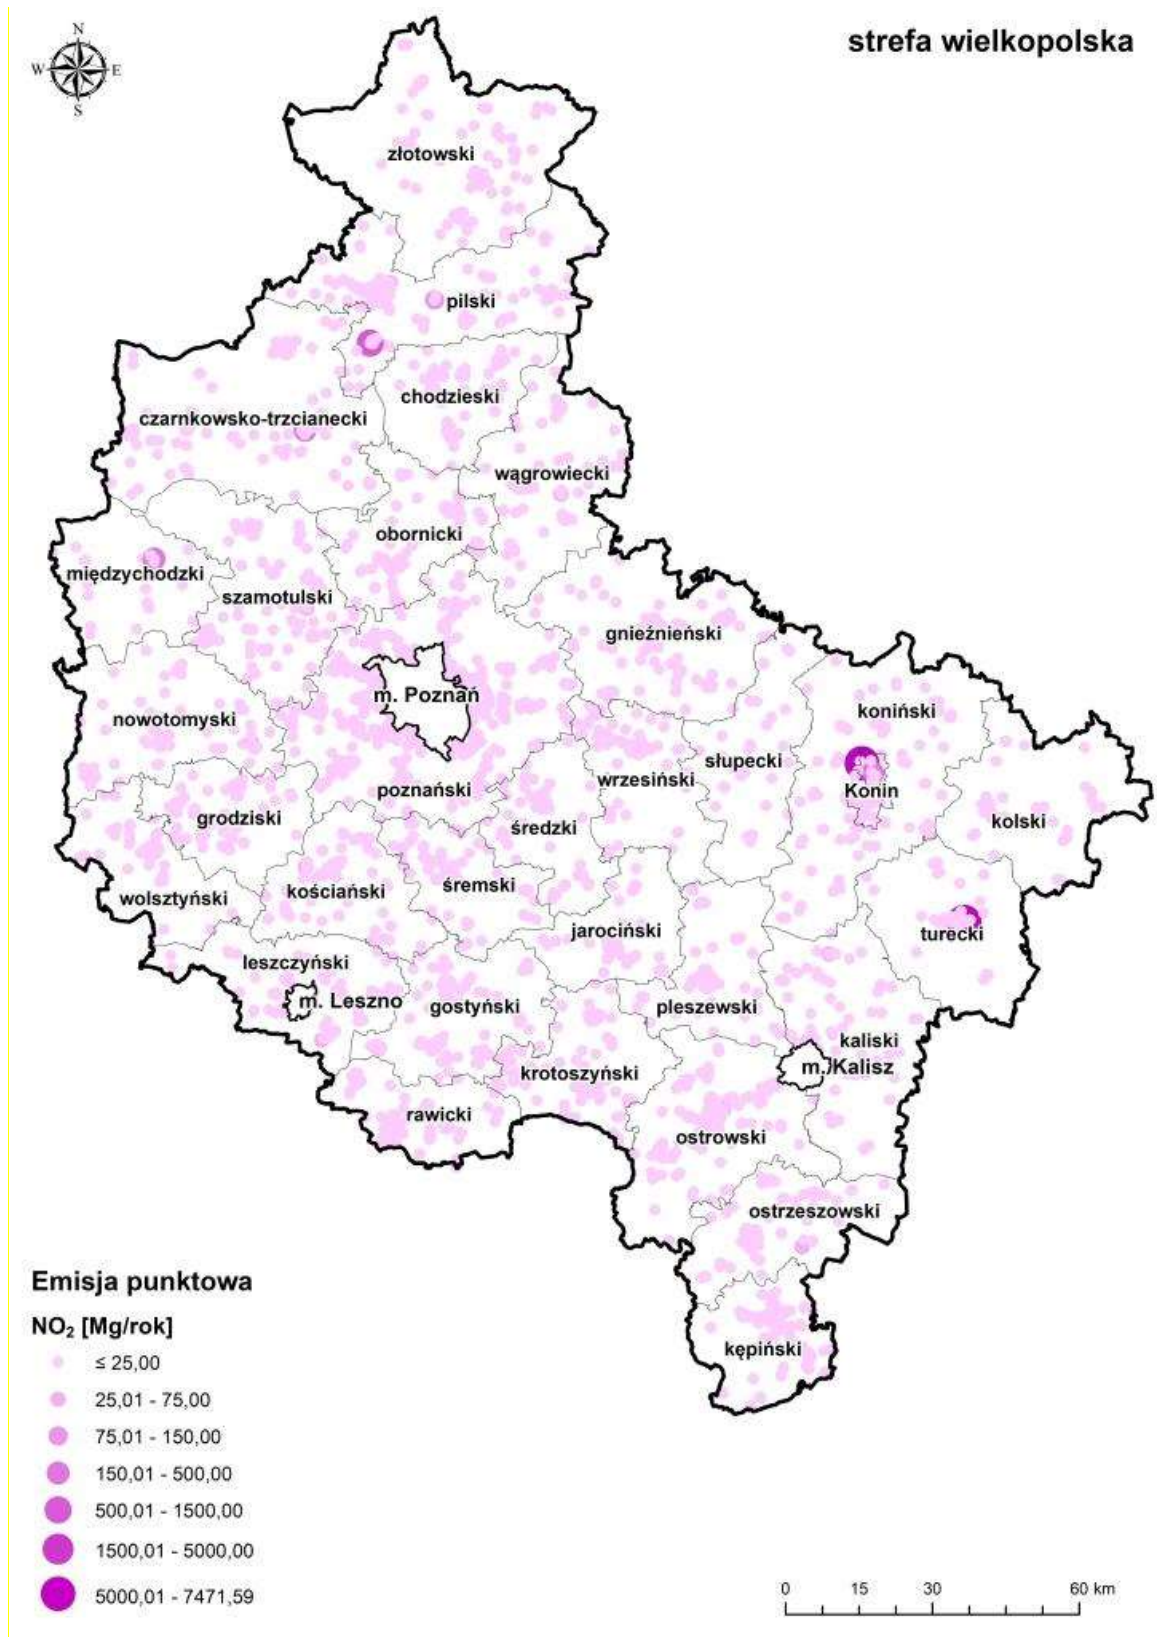 N
strefa wielkopolska
W E
S
złotowski
pilski
chodzieski
czarnkowsko-trzcianecki
wągrowiecki
obornicki
międzychodzki
szamotulski
gnieźnieński
m. Poznań
koniński
nowotomyski
słupecki
wrzesiński
Konin
poznański
grodziski
średzki
kolski
śremski
kościański
wolsztyński
jarociński
turecki
leszczyński
m. Leszno
gostyński
pleszewski
kaliski
m. Kalisz
krotoszyński
rawicki
ostrowski
ostrzeszowski
Emisja punktowa
NO₂ [Mg/rok]
kępiński
≤ 25,00
25,01 - 75,00
75,01 - 150,00
150,01 - 500,00
500,01 - 1500,00
1500,01 - 5000,00
5000,01 - 7471,59
0 15 30 60 km